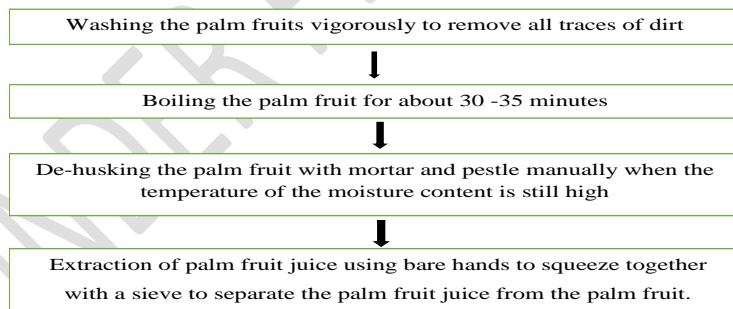 Washing the palm fruits vigorously to remove all traces of dirt
Boiling the palm fruit for about 30 -35 minutes
De-husking the palm fruit with mortar and pestle manually when the
temperature of the moisture content is still high
Extraction of palm fruit juice using bare hands to squeeze together
with a sieve to separate the palm fruit juice from the palm fruit.